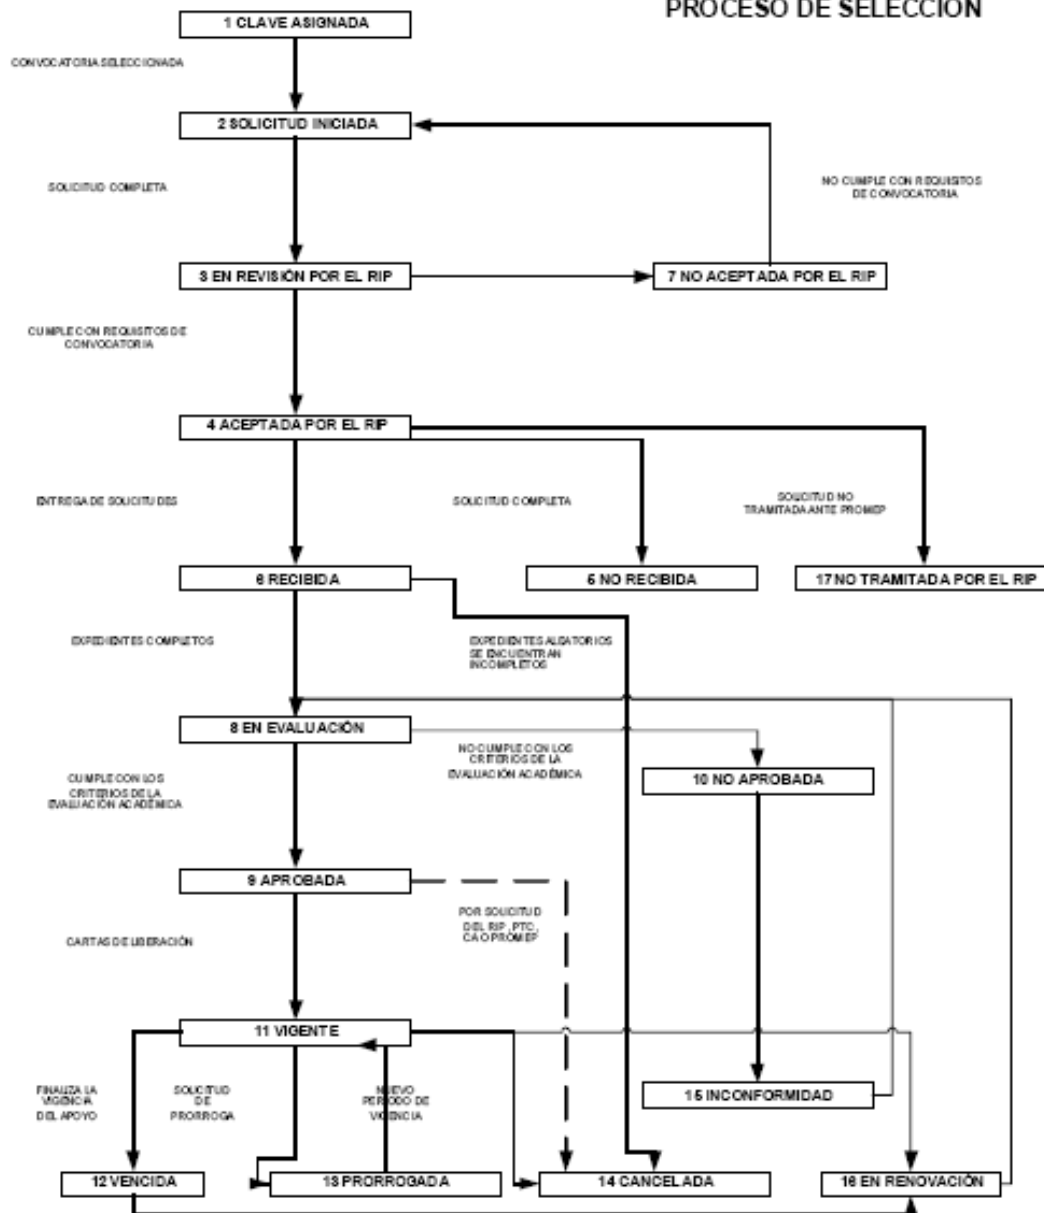 PROCESO DE SELECCIÓN
1 CLAVE ASIGNADA
CONVOCATORIA SELECCIONADA
2 SOLICITUD INICIADA
SOLICITUD COMPLETA
NO CUMPLE CON REQUISITOS
DE CONVOCATORIA
3 EN REVISIÓN POR EL RIP
7 NO ACEPTADA POR EL RIP
CUMPLE CON REQUISITOS DE
CONVOCATORIA
4 ACEPTADA POR EL RIP
ENTREGA DE SOLICITUDES
SOLICITUD COMPLETA
SOLICITUD NO
TRAMITADA ANTE PROMEP
6 RECIBIDA
5 NO RECIBIDA
17 NO TRAMITADA POR EL RIP
EXPEDIENTES COMPLETOS
EXPEDIENTES ALEATORIOS
SE ENCUENTRAN
INCOMPLETOS
8 EN EVALUACIÓN
NO CUMPLE CON LOS
CRITERIOS DE LA
EVALUACIÓN ACADÉMICA
10 NO APROBADA
CUMPLE CON LOS
CRITERIOS DE LA
EVALUACIÓN ACADÉMICA
9 APROBADA
POR SOLICITUD
DEL RIP, PTC,
CA O PROMEP
CARTAS DE LIBERACIÓN
11 VIGENTE
FINALIZA LA
VIGENCIA
DEL APOYO
SOLICITUD
DE
PRORROGA
NUEVO
PERIODO DE
VIGENCIA
15 INCONFORMIDAD
12 VENCIDA
13 PRORROGADA
14 CANCELADA
16 EN RENOVACIÓN